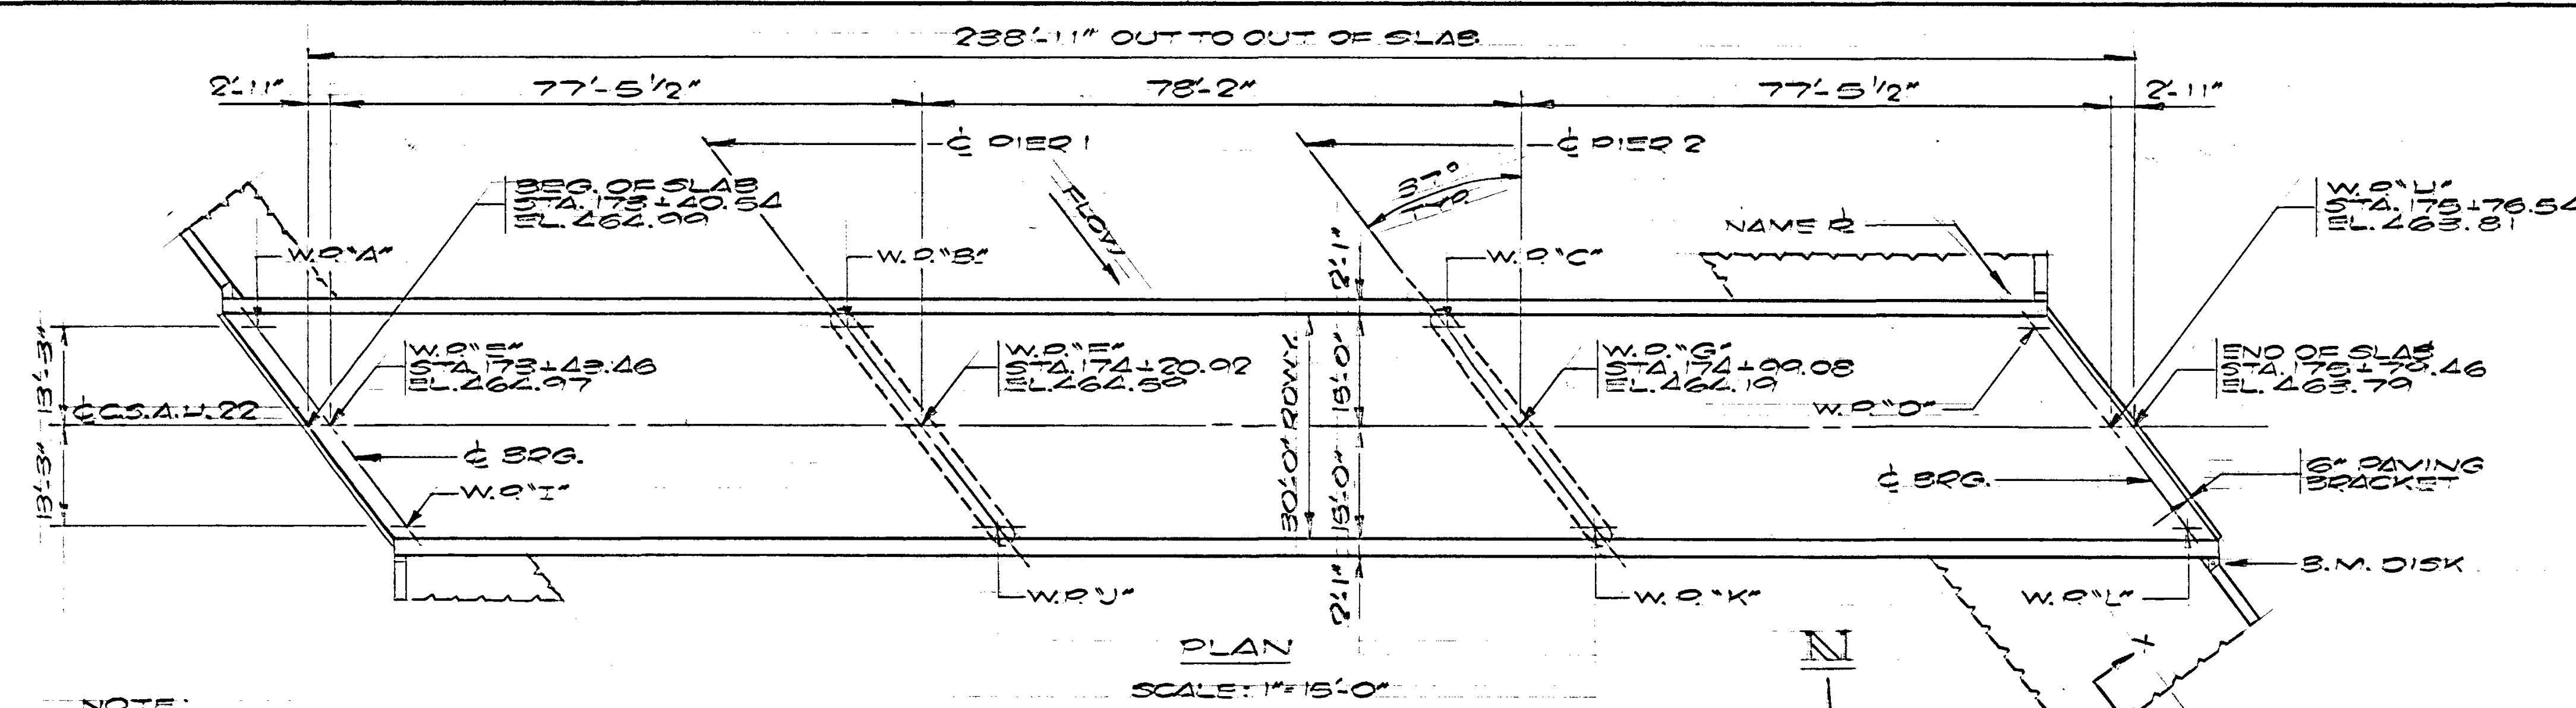 238'-11" OUT TO OUT OF SLAB
2'-11"
77'-5 1/2"
78'-2"
77'-5 1/2"
2'-11"
℄ PIER 1
℄ PIER 2
BEG. OF SLAB
STA. 173+40.54
EL. 464.99
FLOW
37°
TYP.
W.P. "H"
STA. 175+76.54
EL. 463.81
NAME ℞
W.P. "A"
W.P. "B"
W.P. "C"
2'-1"
13'-3"
W.P. "E"
STA. 173+43.46
EL. 464.97
W.P. "F"
STA. 174+20.92
EL. 464.59
15'-0"
W.P. "G"
STA. 174+99.08
EL. 464.19
END OF SLAB
STA. 175+79.46
EL. 463.79
W.P. "D"
℄ C.S.A.H. 22
30'-0" RDWY.
13'-3"
℄ BRG.
W.P. "I"
15'-0"
℄ BRG.
6" PAVING
BRACKET
B.M. DISK
W.P. "J"
2'-1"
W.P. "K"
W.P. "L"
PLAN
SCALE: 1" = 15'-0"
N
X
NOTE: